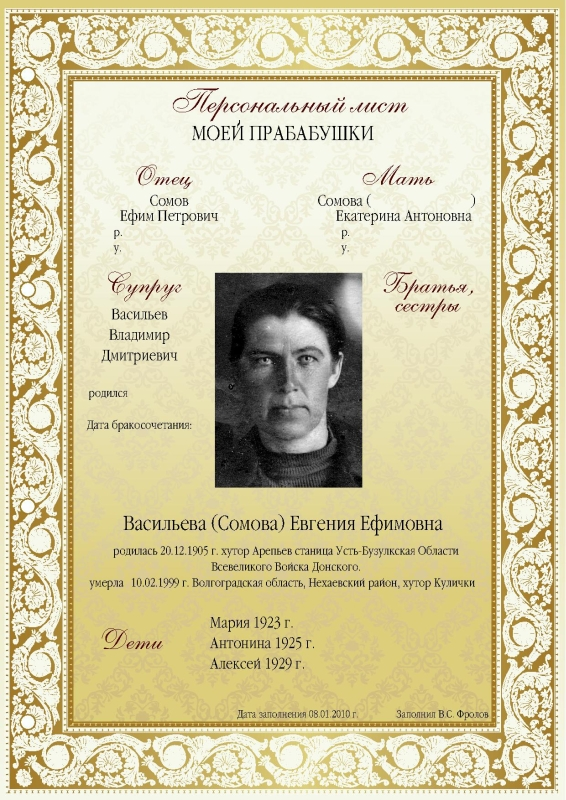 Персональный лист
МОЕЙ ПРАБАБУШКИ
Отец
Сомов
Ефим Петрович
р.
у.
Мать
Сомова ( )
Екатерина Антоновна
р.
у.
Супруг
Васильев
Владимир
Дмитриевич
родился
Дата бракосочетания:
Братья,
сестры
Васильева (Сомова) Евгения Ефимовна
родилась 20.12.1905 г. хутор Арепьев станица Усть-Бузулкская Области
Всевеликого Войска Донского.
умерла 10.02.1999 г. Волгоградская область, Нехаевский район, хутор Кулички
Дети
Мария 1923 г.
Антонина 1925 г.
Алексей 1929 г.
Дата заполнения 08.01.2010 г. Заполнил В.С. Фролов